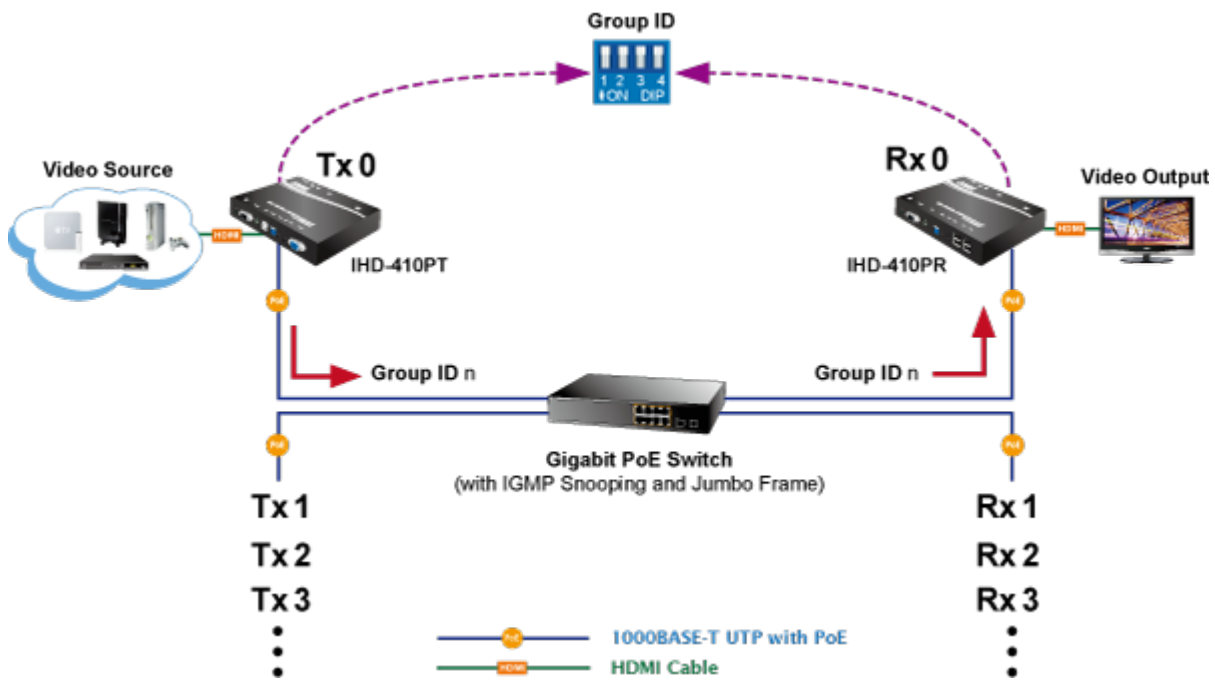 Group ID
1 2 3 4
ON DIP
Tx 0
Rx 0
Video Source
Video Output
HDMI
HDMI
IHD-410PT
IHD-410PR
PoE
PoE
Group ID n
Group ID n
PoE
PoE
Gigabit PoE Switch
(with IGMP Snooping and Jumbo Frame)
Tx 1
Rx 1
Tx 2
Rx 2
Tx 3
Rx 3
PoE
1000BASE-T UTP with PoE
HDMI
HDMI Cable